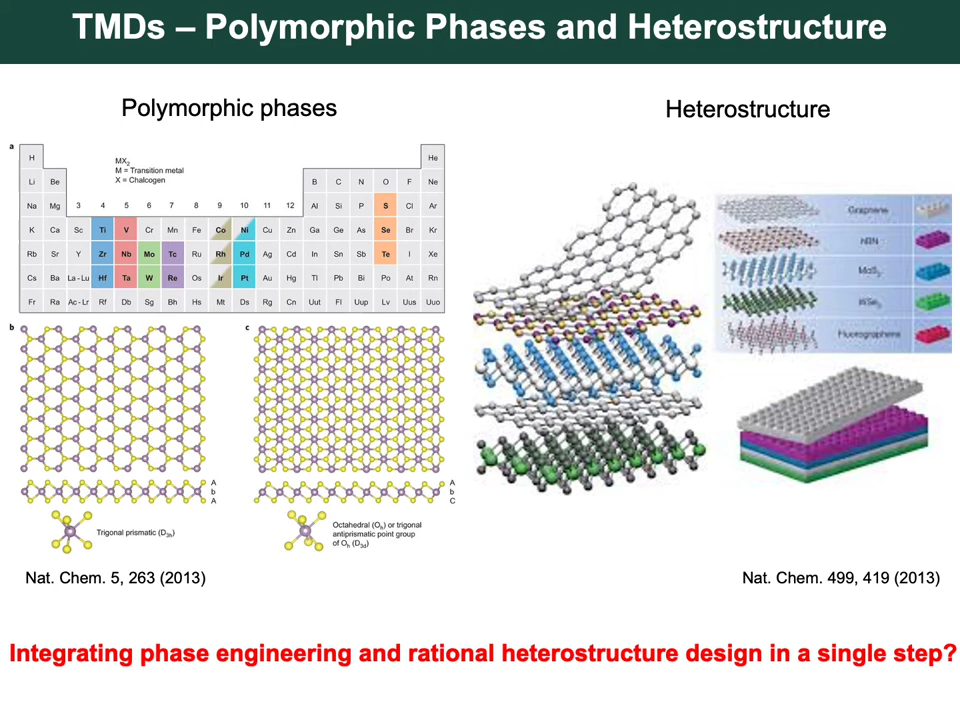 TMDs – Polymorphic Phases and Heterostructure
Polymorphic phases
Heterostructure
a
H
MX2
M = Transition metal
X = Chalcogen
He
Li Be B C N O F Ne
Na Mg 3 4 5 6 7 8 9 10 11 12 Al Si P S Cl Ar
K Ca Sc Ti V Cr Mn Fe Co Ni Cu Zn Ga Ge As Se Br Kr
Rb Sr Y Zr Nb Mo Tc Ru Rh Pd Ag Cd In Sn Sb Te I Xe
Cs Ba La - Lu Hf Ta W Re Os Ir Pt Au Hg Tl Pb Bi Po At Rn
Fr Ra Ac - Lr Rf Db Sg Bh Hs Mt Ds Rg Cn Uut Fl Uup Lv Uus Uuo
b
c
A
b
A
A
b
C
Trigonal prismatic (D3h)
Octahedral (Oh) or trigonal
antiprismatic point group
of Oh (D3d)
Graphene
hBN
MoS2
WSe2
Fluorographene
Nat. Chem. 5, 263 (2013)
Nat. Chem. 499, 419 (2013)
Integrating phase engineering and rational heterostructure design in a single step?